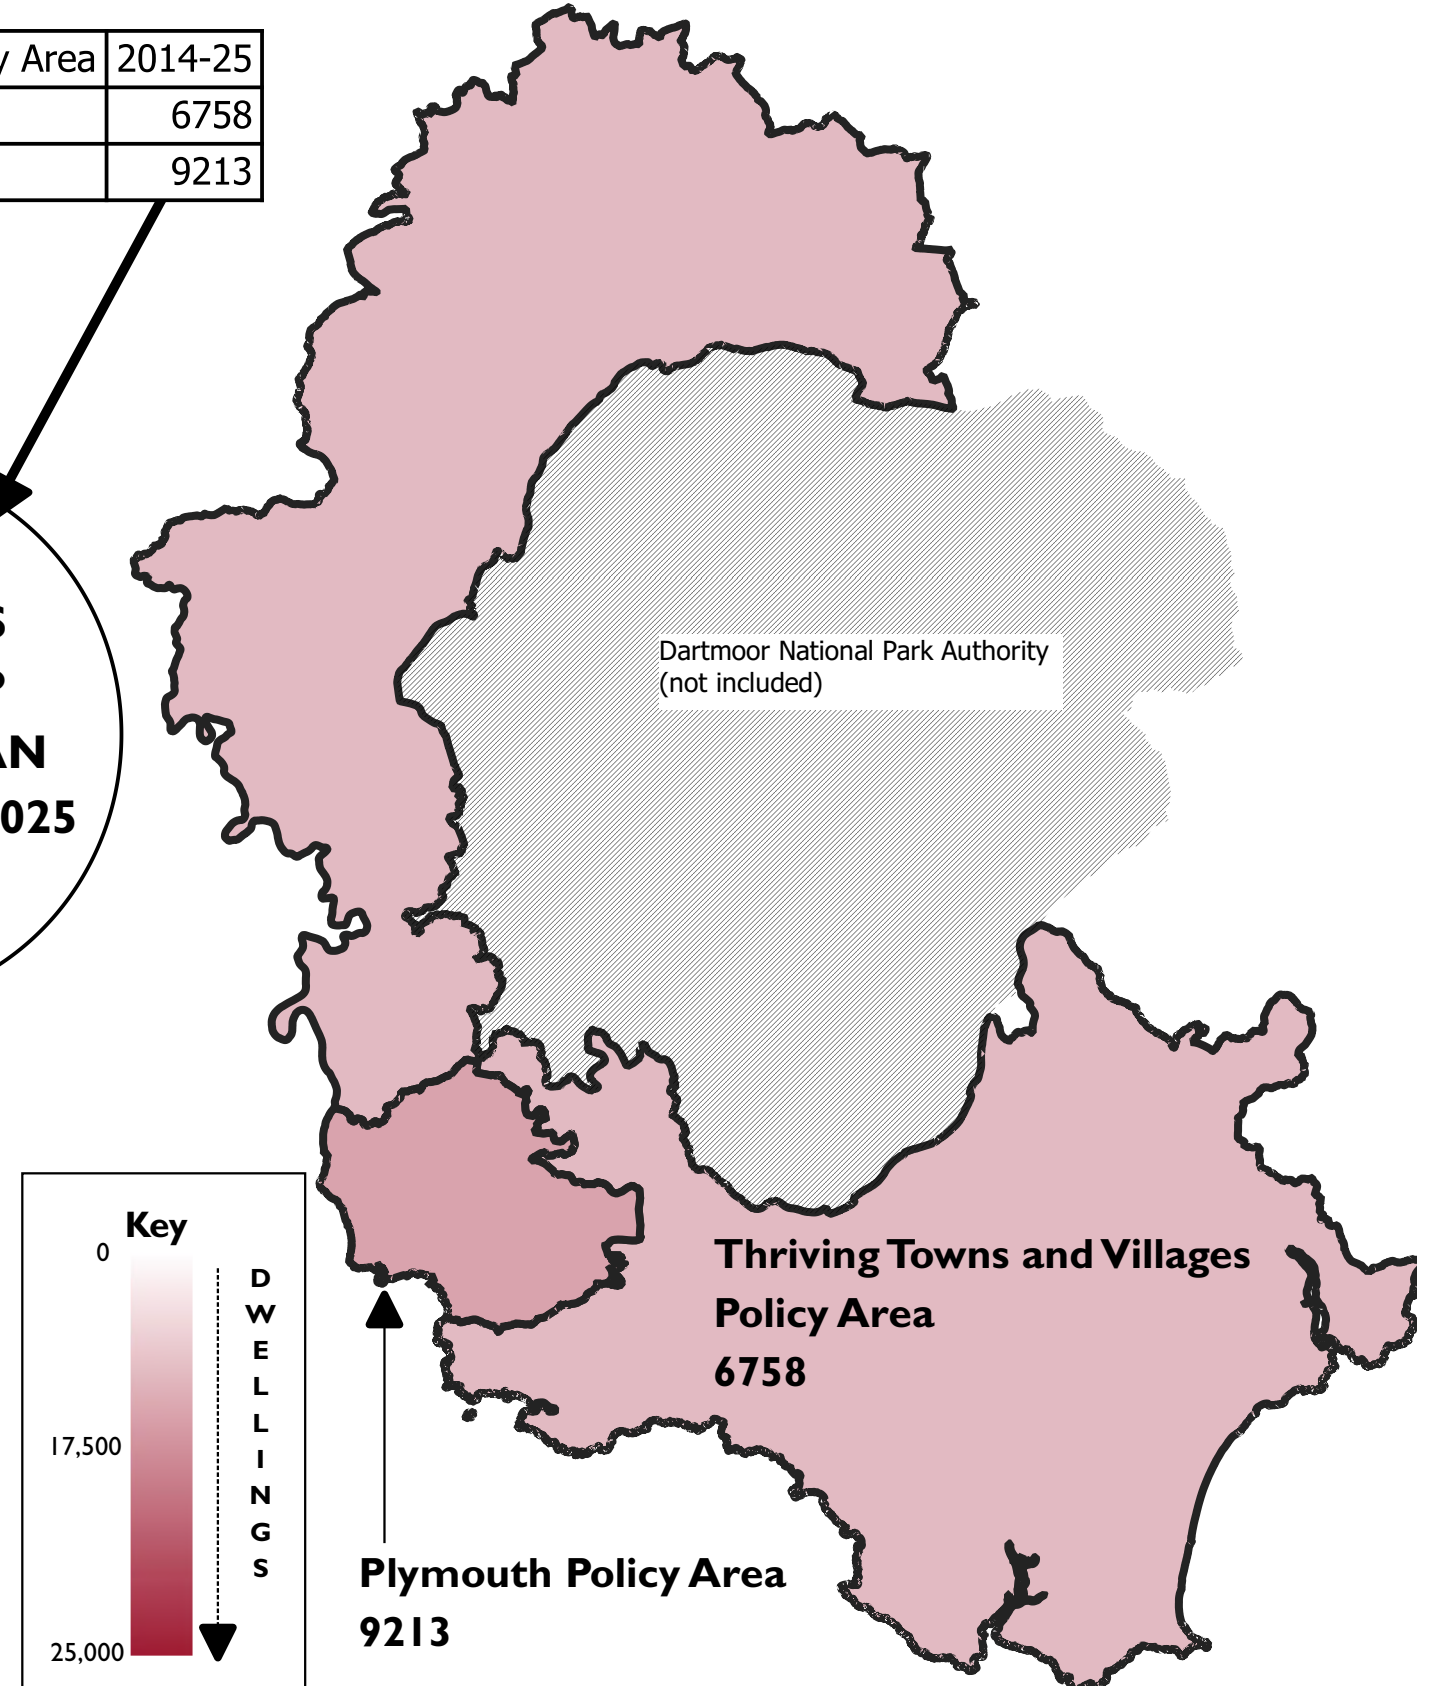 Area 2014-25
6758
9213
025
Dartmoor National Park Authority
(not included)
Key
0
17,500
25,000
DWELLINGS
Thriving Towns and Villages
Policy Area
6758
Plymouth Policy Area
9213